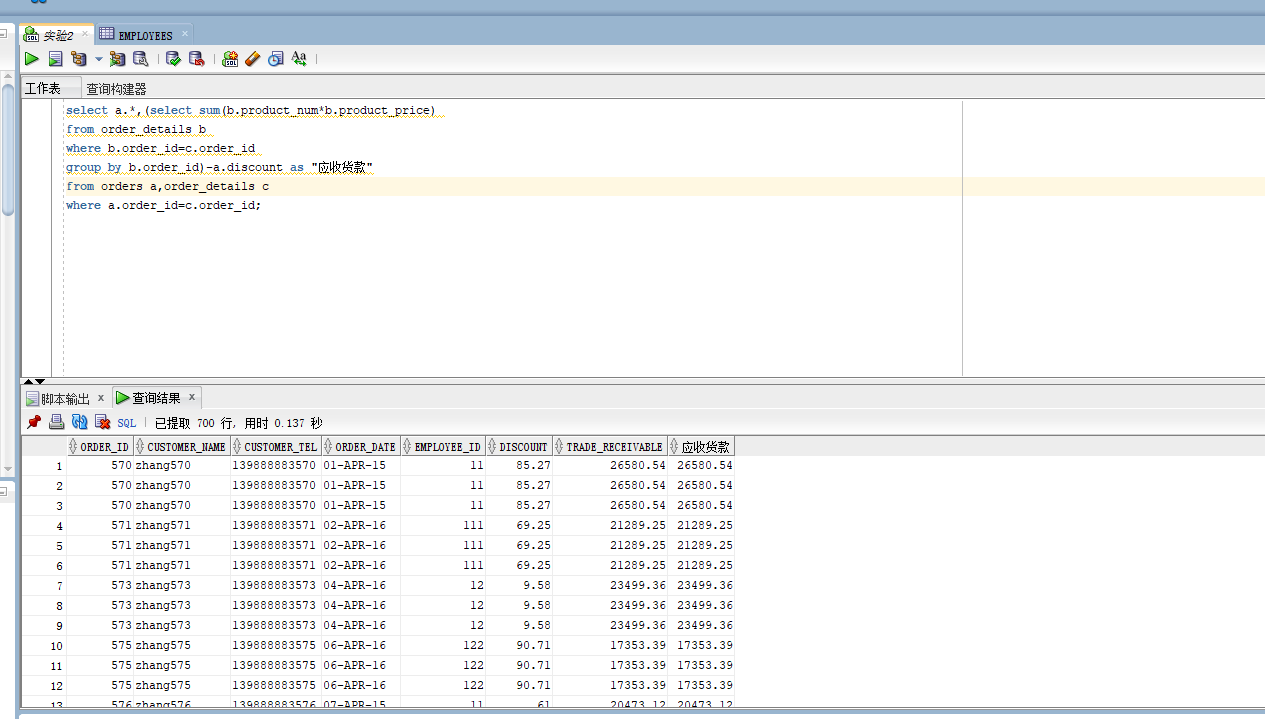 实验2 EMPLOYEES
工作表 查询构建器
select a.*,(select sum(b.product_num*b.product_price)
from order_details b
where b.order_id=c.order_id
group by b.order_id)-a.discount as "应收货款"
from orders a,order_details c
where a.order_id=c.order_id;
脚本输出 x 查询结果 x
SQL 已提取 700 行, 用时 0.137 秒
ORDER_ID CUSTOMER_NAME CUSTOMER_TEL ORDER_DATE EMPLOYEE_ID DISCOUNT TRADE_RECEIVABLE 应收货款
1 570 zhang570 139888883570 01-APR-15 11 85.27 26580.54 26580.54
2 570 zhang570 139888883570 01-APR-15 11 85.27 26580.54 26580.54
3 570 zhang570 139888883570 01-APR-15 11 85.27 26580.54 26580.54
4 571 zhang571 139888883571 02-APR-16 111 69.25 21289.25 21289.25
5 571 zhang571 139888883571 02-APR-16 111 69.25 21289.25 21289.25
6 571 zhang571 139888883571 02-APR-16 111 69.25 21289.25 21289.25
7 573 zhang573 139888883573 04-APR-16 12 9.58 23499.36 23499.36
8 573 zhang573 139888883573 04-APR-16 12 9.58 23499.36 23499.36
9 573 zhang573 139888883573 04-APR-16 12 9.58 23499.36 23499.36
10 575 zhang575 139888883575 06-APR-16 122 90.71 17353.39 17353.39
11 575 zhang575 139888883575 06-APR-16 122 90.71 17353.39 17353.39
12 575 zhang575 139888883575 06-APR-16 122 90.71 17353.39 17353.39
13 576 zhang576 139888883576 07-APR-15 11 61 20473.12 20473.12